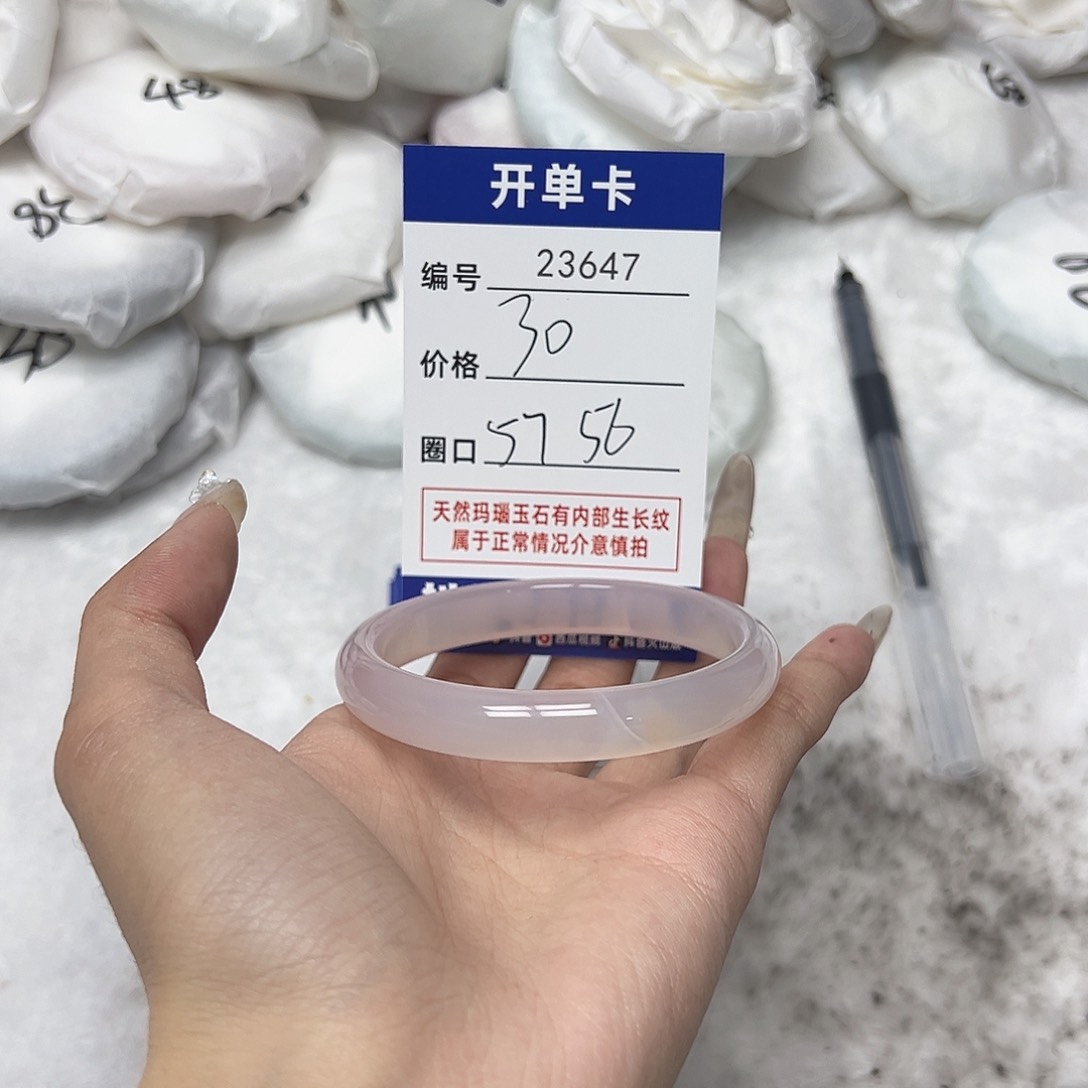 48
开单卡
编号 23647
价格 30
圈口 57 56
天然玛瑙玉石有内部生长纹
属于正常情况介意慎拍